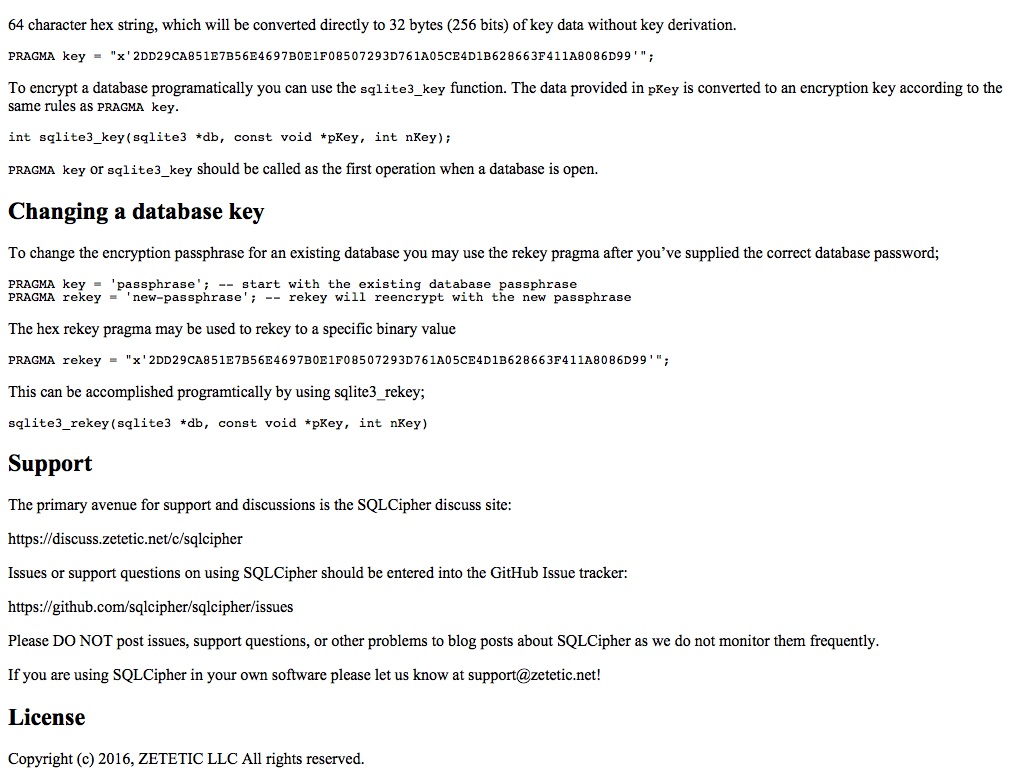 64 character hex string, which will be converted directly to 32 bytes (256 bits) of key data without key derivation.
PRAGMA key = "x'2DD29CA851E7B56E4697B0E1F08507293D761A05CE4D1B628663F411A8086D99'";
To encrypt a database programatically you can use the sqlite3_key function. The data provided in pKey is converted to an encryption key according to the
same rules as PRAGMA key.
int sqlite3_key(sqlite3 *db, const void *pKey, int nKey);
PRAGMA key or sqlite3_key should be called as the first operation when a database is open.
Changing a database key
To change the encryption passphrase for an existing database you may use the rekey pragma after you’ve supplied the correct database password;
PRAGMA key = 'passphrase'; -- start with the existing database passphrase
PRAGMA rekey = 'new-passphrase'; -- rekey will reencrypt with the new passphrase
The hex rekey pragma may be used to rekey to a specific binary value
PRAGMA rekey = "x'2DD29CA851E7B56E4697B0E1F08507293D761A05CE4D1B628663F411A8086D99'";
This can be accomplished programtically by using sqlite3_rekey;
sqlite3_rekey(sqlite3 *db, const void *pKey, int nKey)
Support
The primary avenue for support and discussions is the SQLCipher discuss site:
https://discuss.zetetic.net/c/sqlcipher
Issues or support questions on using SQLCipher should be entered into the GitHub Issue tracker:
https://github.com/sqlcipher/sqlcipher/issues
Please DO NOT post issues, support questions, or other problems to blog posts about SQLCipher as we do not monitor them frequently.
If you are using SQLCipher in your own software please let us know at support@zetetic.net!
License
Copyright (c) 2016, ZETETIC LLC All rights reserved.